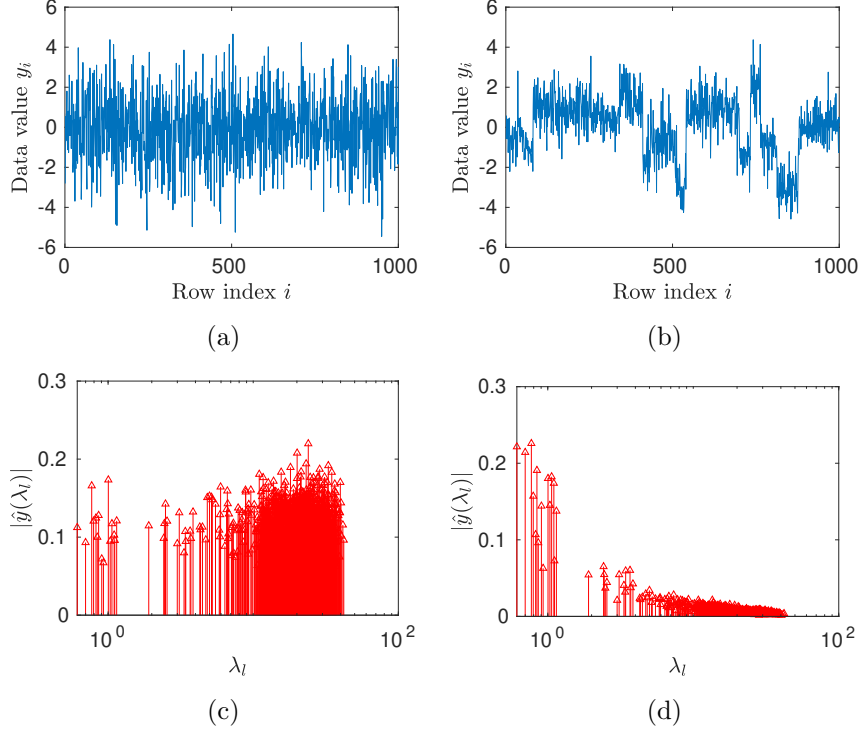 6
4
2
0
-2
-4
-6
0 500 1000
Data value y_i
Row index i
(a)
6
4
2
0
-2
-4
-6
0 500 1000
Data value y_i
Row index i
(b)
0.3
0.2
0.1
0
10^0 10^2
|ŷ(λ_l)|
λ_l
(c)
0.3
0.2
0.1
0
10^0 10^2
|ŷ(λ_l)|
λ_l
(d)